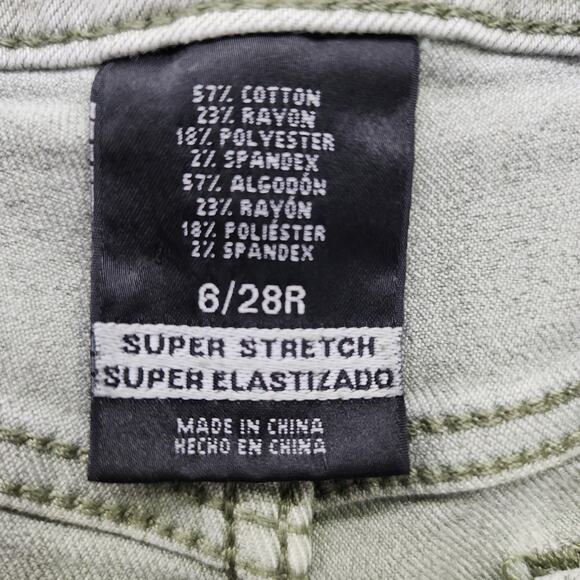 57% COTTON
23% RAYON
18% POLYESTER
2% SPANDEX
57% ALGODÓN
23% RAYÓN
18% POLIÉSTER
2% SPANDEX
6/28R
SUPER STRETCH
SUPER ELASTIZADO
MADE IN CHINA
HECHO EN CHINA